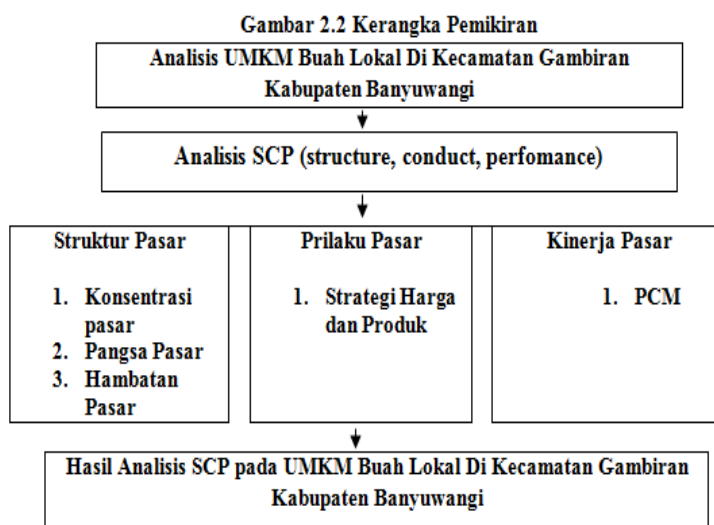 Gambar 2.2 Kerangka Pemikiran
Analisis UMKM Buah Lokal Di Kecamatan Gambiran
Kabupaten Banyuwangi
Analisis SCP (structure, conduct, perfomance)
Struktur Pasar
1. Konsentrasi
pasar
2. Pangsa Pasar
3. Hambatan
Pasar
Prilaku Pasar
1. Strategi Harga
dan Produk
Kinerja Pasar
1. PCM
Hasil Analisis SCP pada UMKM Buah Lokal Di Kecamatan Gambiran
Kabupaten Banyuwangi